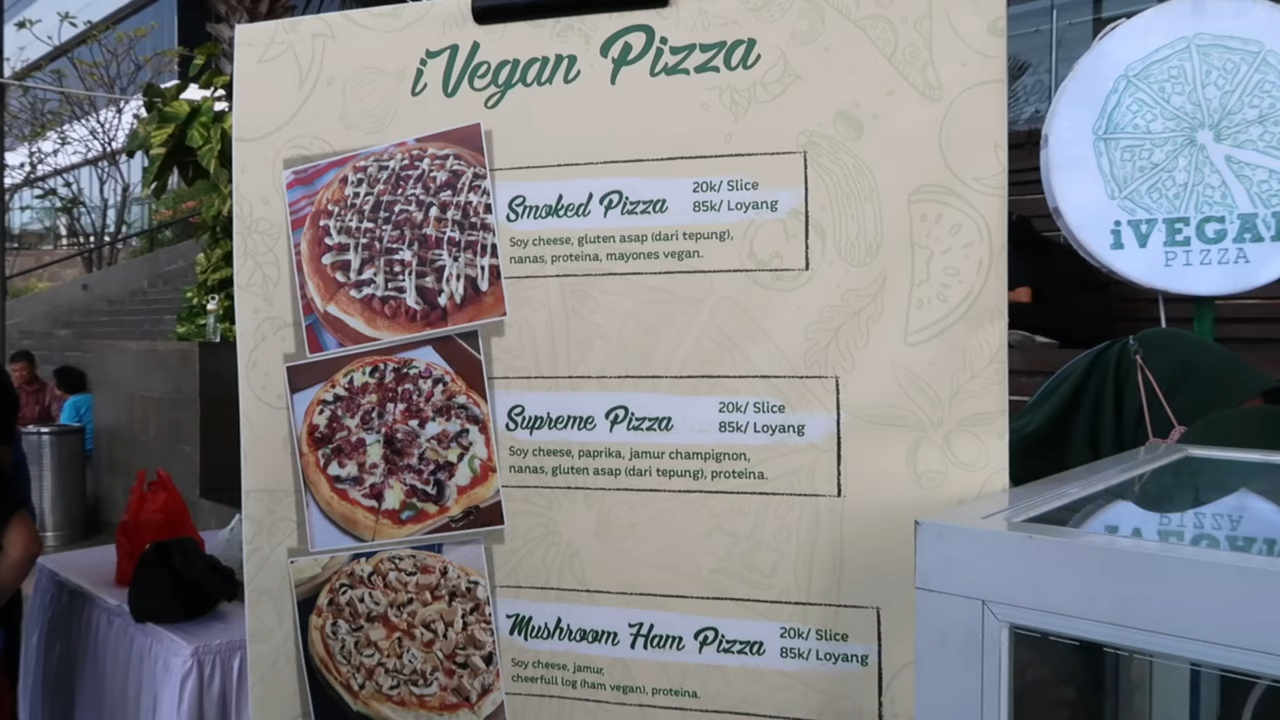 iVegan Pizza
Smoked Pizza
20k/ Slice
85k/ Loyang
Soy cheese, gluten asap (dari tepung),
nanas, proteina, mayones vegan.
Supreme Pizza
20k/ Slice
85k/ Loyang
Soy cheese, paprika, jamur champignon,
nanas, gluten asap (dari tepung), proteina.
Mushroom Ham Pizza
20k/ Slice
85k/ Loyang
Soy cheese, jamur,
cheerfull log (ham vegan), proteina.
iVEGAN
PIZZA
PIZZA